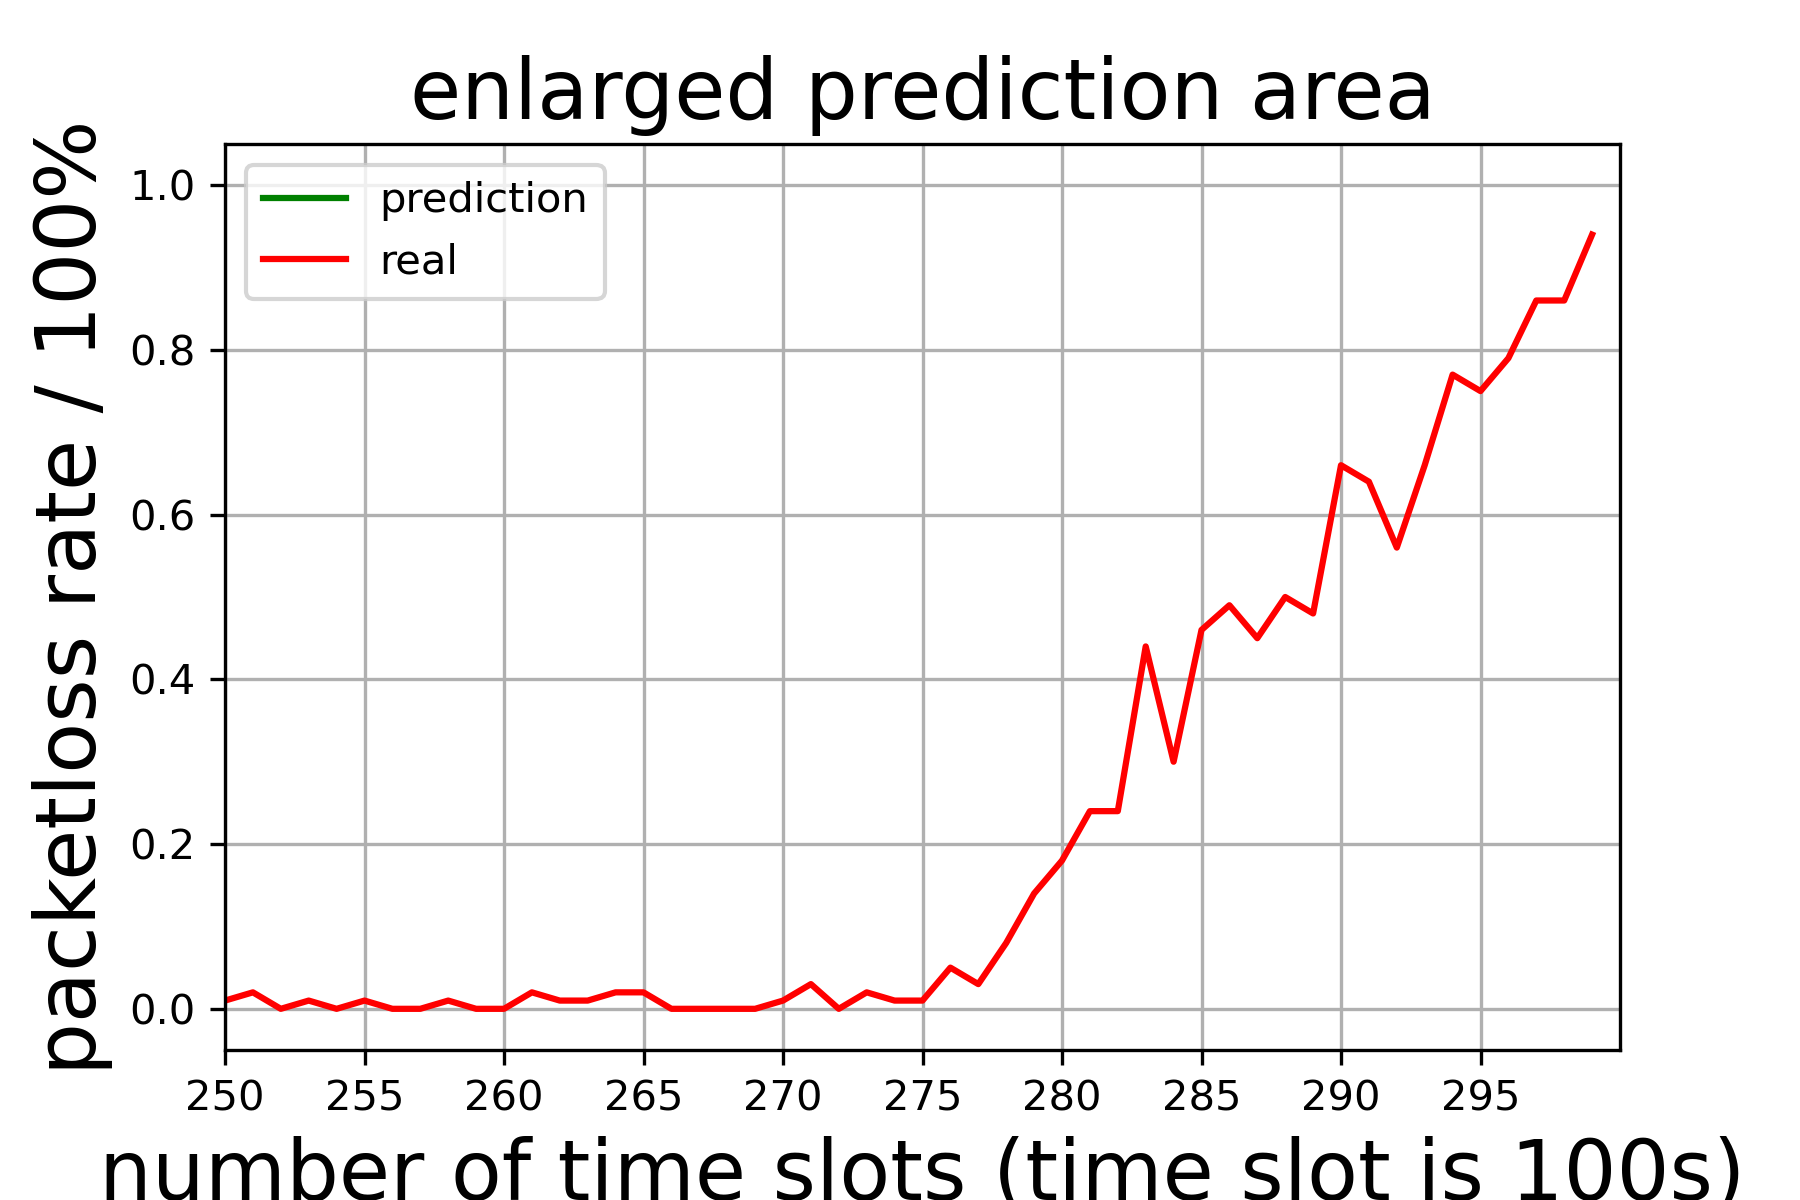 enlarged prediction area
packetloss rate / 100%
1.0
0.8
0.6
0.4
0.2
0.0
prediction
real
250 255 260 265 270 275 280 285 290 295
number of time slots (time slot is 100s)